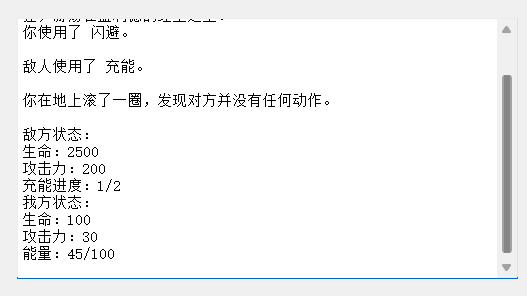 你使用了 闪避。
敌人使用了 充能。
你在地上滚了一圈，发现对方并没有任何动作。
敌方状态：
生命：2500
攻击力：200
充能进度：1/2
我方状态：
生命：100
攻击力：30
能量：45/100